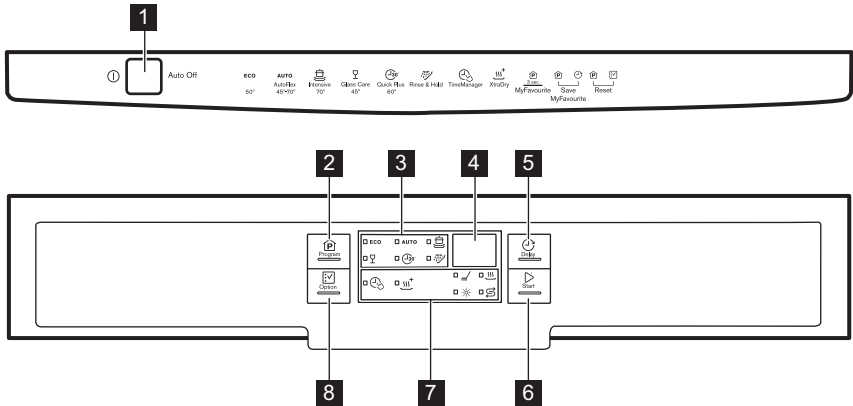 1
Auto Off
ECO 50°
AUTO AutoFlex 45°-70°
Intensive 70°
Glass Care 45°
30' Quick Plus 60°
Rinse & Hold
TimeManager
XtraDry
P 3 sec MyFavourite
P Save MyFavourite
P Reset
2 3 4 5
P Program
ECO AUTO
30'
Delay
Option
Start
8 7 6